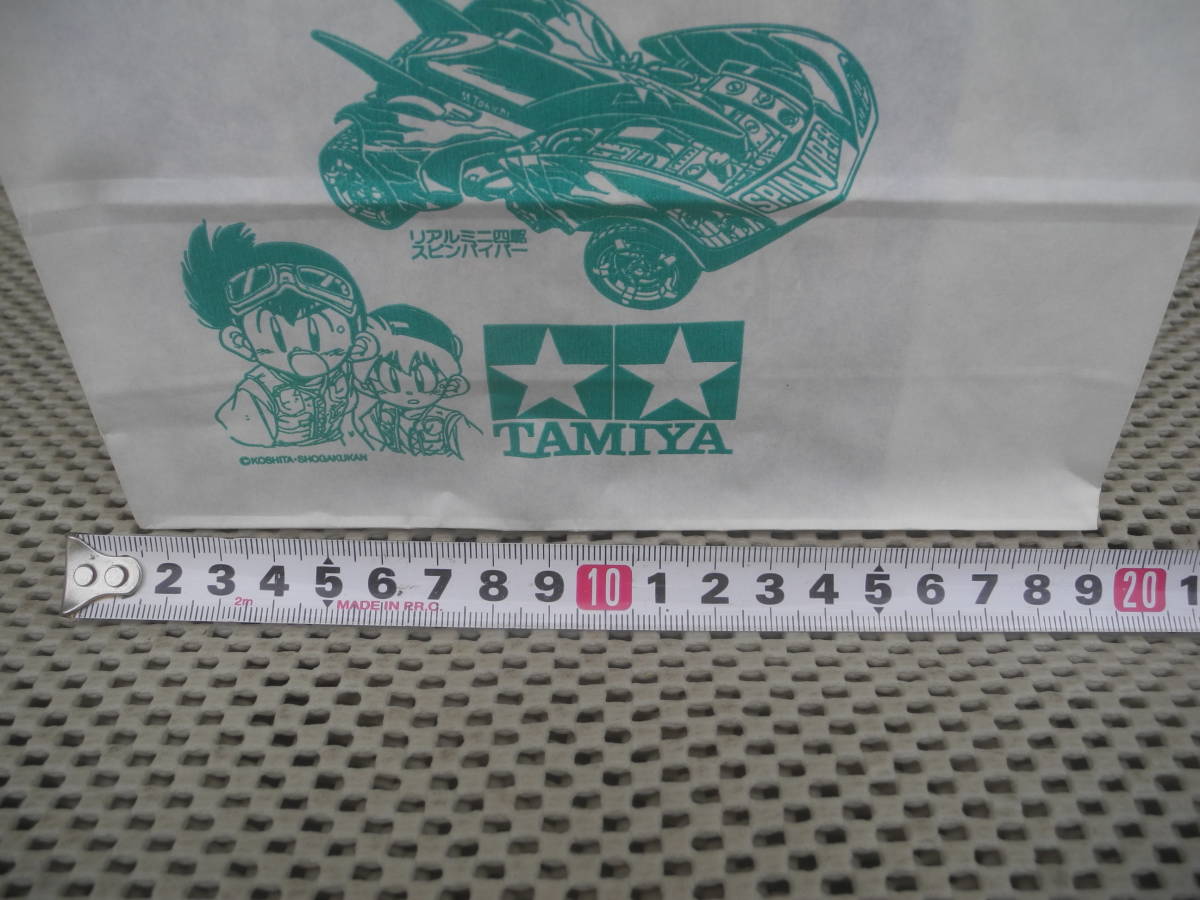 SPIN VIPER
リアルミニ四駆
スピンバイパー
TAMIYA
©KOSHITA・SHOGAKUKAN
2 3 4 5 6 7 8 9 10 1 2 3 4 5 6 7 8 9 20 1
2m MADE IN P.R.C.